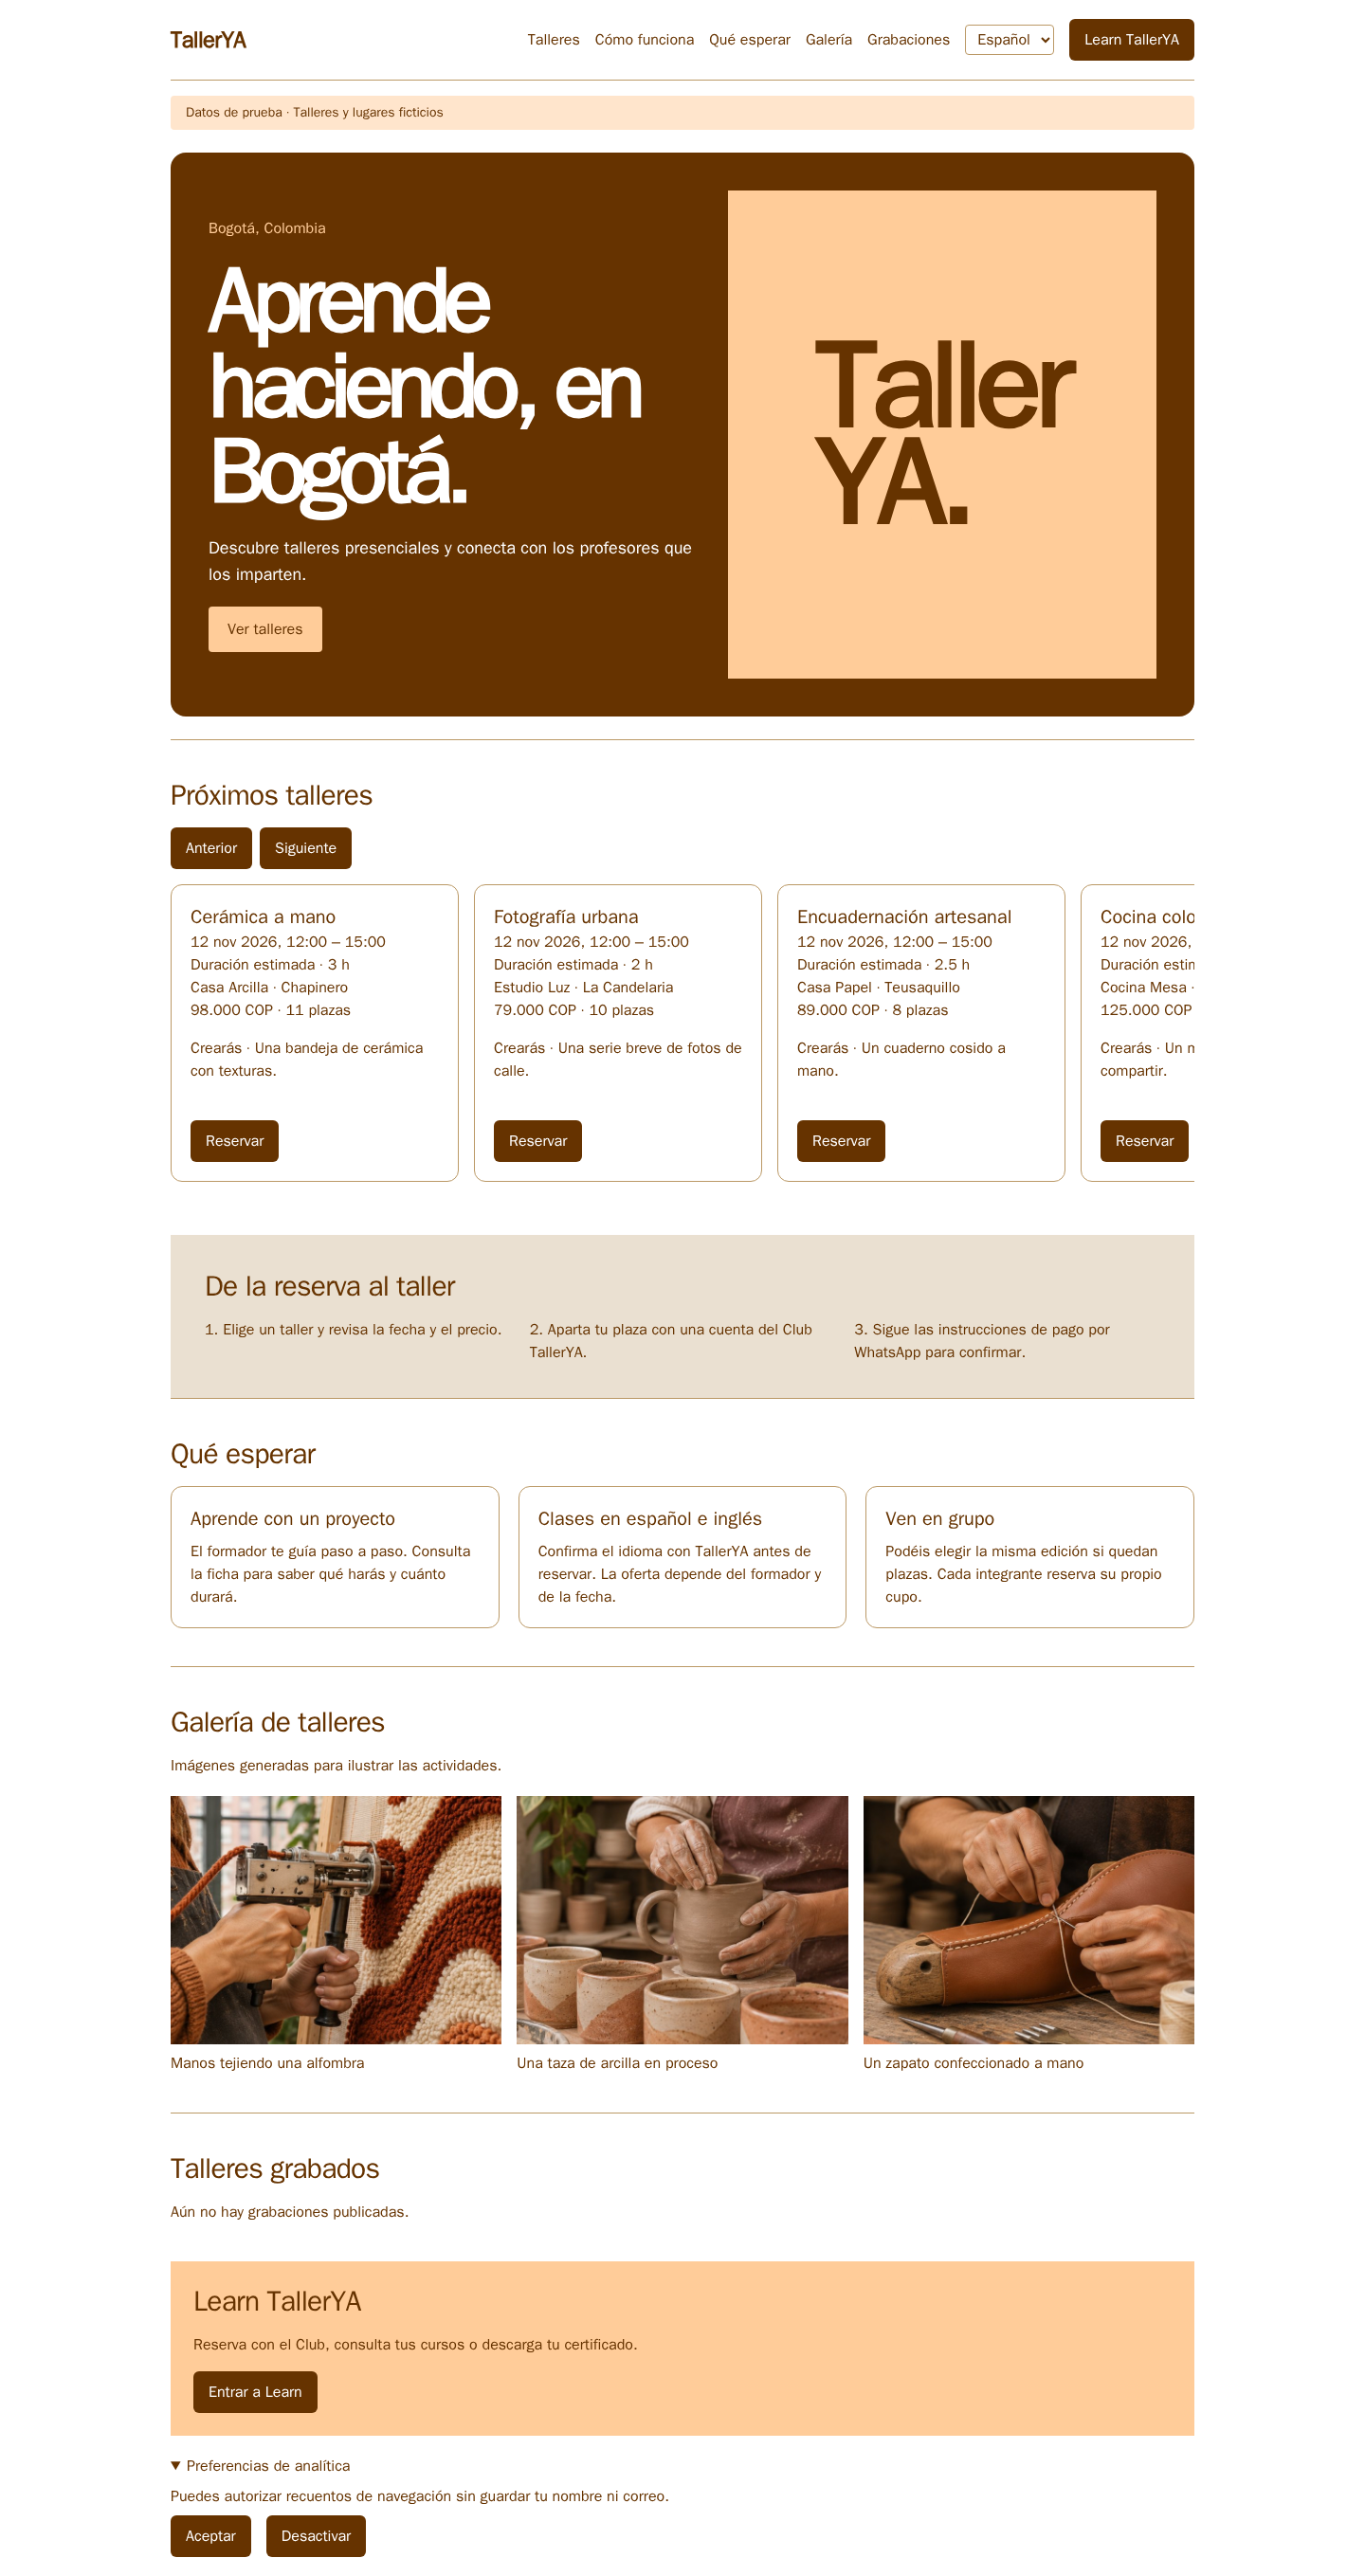 TallerYA
Talleres Cómo funciona Qué esperar Galería Grabaciones Español Learn TallerYA
Datos de prueba · Talleres y lugares ficticios
Bogotá, Colombia
Aprende
haciendo, en
Bogotá.
Descubre talleres presenciales y conecta con los profesores que
los imparten.
Ver talleres
Taller
YA.
Próximos talleres
Anterior Siguiente
Cerámica a mano
12 nov 2026, 12:00 – 15:00
Duración estimada · 3 h
Casa Arcilla · Chapinero
98.000 COP · 11 plazas
Crearás · Una bandeja de cerámica
con texturas.
Reservar
Fotografía urbana
12 nov 2026, 12:00 – 15:00
Duración estimada · 2 h
Estudio Luz · La Candelaria
79.000 COP · 10 plazas
Crearás · Una serie breve de fotos de
calle.
Reservar
Encuadernación artesanal
12 nov 2026, 12:00 – 15:00
Duración estimada · 2.5 h
Casa Papel · Teusaquillo
89.000 COP · 8 plazas
Crearás · Un cuaderno cosido a
mano.
Reservar
Cocina colo
12 nov 2026,
Duración estim
Cocina Mesa ·
125.000 COP
Crearás · Un
compartir.
Reservar
De la reserva al taller
1. Elige un taller y revisa la fecha y el precio.
2. Aparta tu plaza con una cuenta del Club
TallerYA.
3. Sigue las instrucciones de pago por
WhatsApp para confirmar.
Qué esperar
Aprende con un proyecto
El formador te guía paso a paso. Consulta
la ficha para saber qué harás y cuánto
durará.
Clases en español e inglés
Confirma el idioma con TallerYA antes de
reservar. La oferta depende del formador y
de la fecha.
Ven en grupo
Podéis elegir la misma edición si quedan
plazas. Cada integrante reserva su propio
cupo.
Galería de talleres
Imágenes generadas para ilustrar las actividades.
Manos tejiendo una alfombra
Una taza de arcilla en proceso
Un zapato confeccionado a mano
Talleres grabados
Aún no hay grabaciones publicadas.
Learn TallerYA
Reserva con el Club, consulta tus cursos o descarga tu certificado.
Entrar a Learn
▼ Preferencias de analítica
Puedes autorizar recuentos de navegación sin guardar tu nombre ni correo.
Aceptar Desactivar